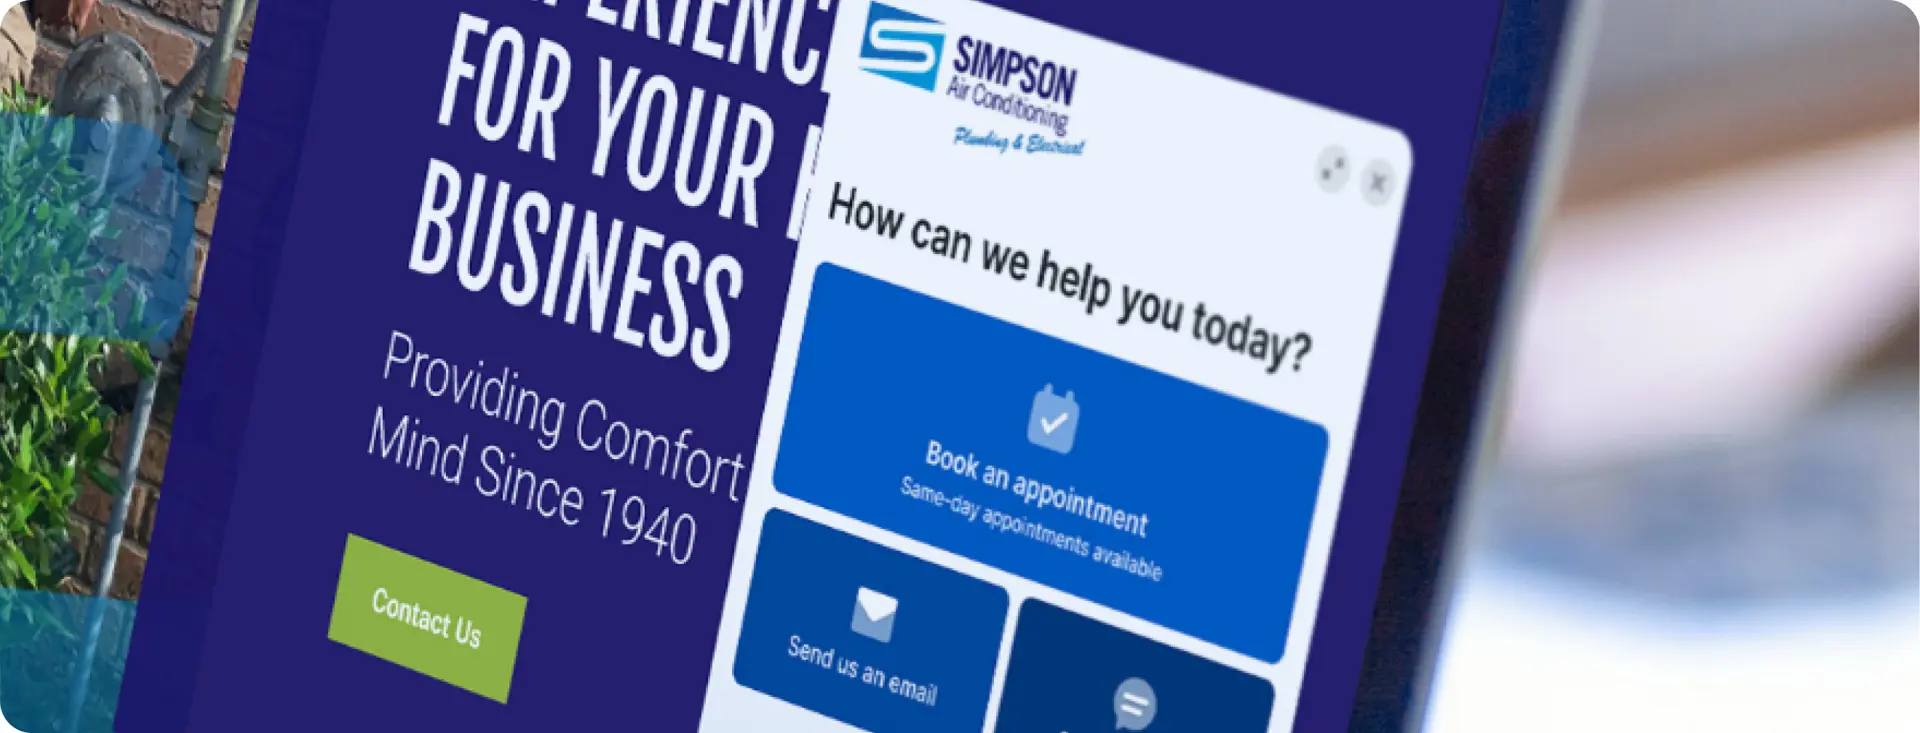 FOR YOUR
BUSINESS
Providing Comfort
Mind Since 1940
Contact Us
SIMPSON
Air Conditioning
Plumbing & Electrical
How can we help you today?
Book an appointment
Same-day appointments available
Send us an email